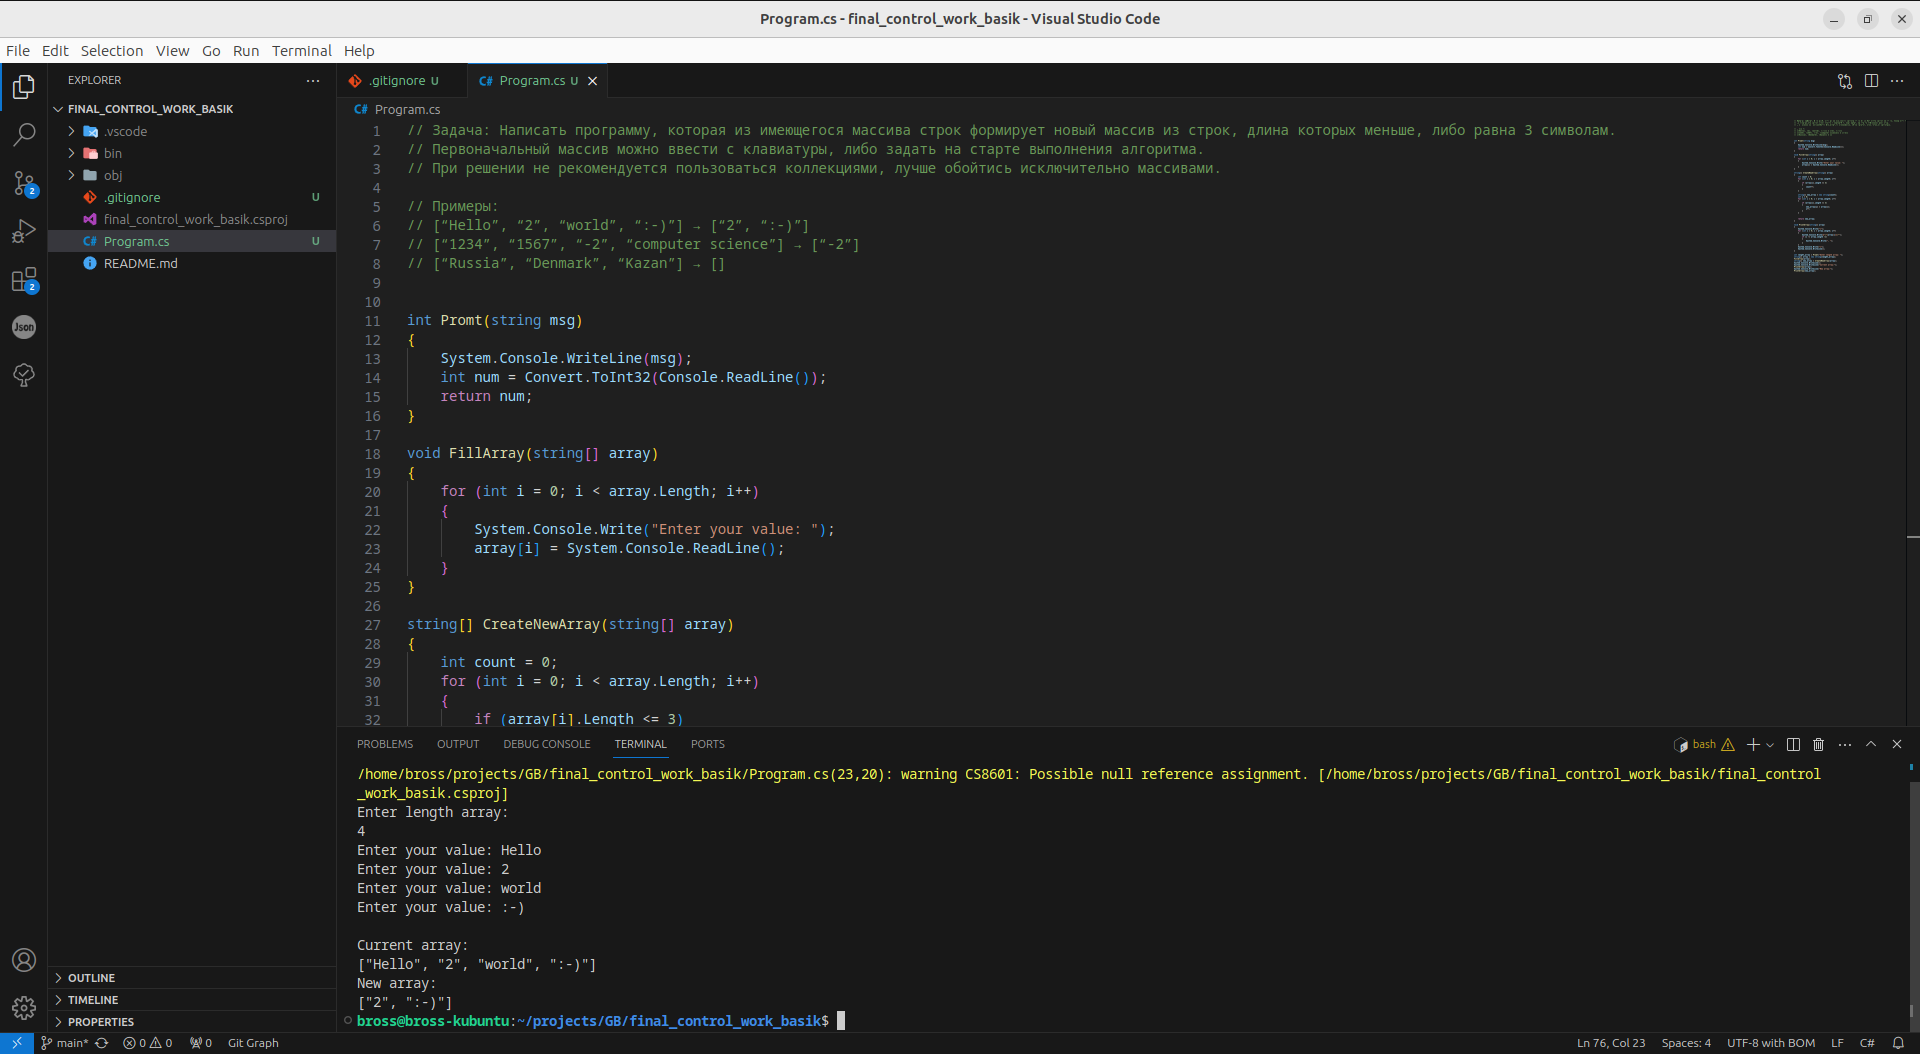 Program.cs - final_control_work_basik - Visual Studio Code
File Edit Selection View Go Run Terminal Help
EXPLORER
FINAL_CONTROL_WORK_BASIK
.vscode
bin
obj
.gitignore U
final_control_work_basik.csproj
Program.cs U
README.md
2
2
Json
OUTLINE
TIMELINE
PROPERTIES
.gitignore U
C# Program.cs U
C# Program.cs
1 // Задача: Написать программу, которая из имеющегося массива строк формирует новый массив из строк, длина которых меньше, либо равна 3 символам.
2 // Первоначальный массив можно ввести с клавиатуры, либо задать на старте выполнения алгоритма.
3 // При решении не рекомендуется пользоваться коллекциями, лучше обойтись исключительно массивами.
4
5 // Примеры:
6 // [“Hello”, “2”, “world”, “:-)”] → [“2”, “:-)”]
7 // [“1234”, “1567”, “-2”, “computer science”] → [“-2”]
8 // [“Russia”, “Denmark”, “Kazan”] → []
9
10
11 int Promt(string msg)
12 {
13 System.Console.WriteLine(msg);
14 int num = Convert.ToInt32(Console.ReadLine());
15 return num;
16 }
17
18 void FillArray(string[] array)
19 {
20 for (int i = 0; i < array.Length; i++)
21 {
22 System.Console.Write("Enter your value: ");
23 array[i] = System.Console.ReadLine();
24 }
25 }
26
27 string[] CreateNewArray(string[] array)
28 {
29 int count = 0;
30 for (int i = 0; i < array.Length; i++)
31 {
32 if (array[i].Length <= 3)
PROBLEMS OUTPUT DEBUG CONSOLE TERMINAL PORTS
bash
/home/bross/projects/GB/final_control_work_basik/Program.cs(23,20): warning CS8601: Possible null reference assignment. [/home/bross/projects/GB/final_control_work_basik/final_control
_work_basik.csproj]
Enter length array:
4
Enter your value: Hello
Enter your value: 2
Enter your value: world
Enter your value: :-)
Current array:
["Hello", "2", "world", ":-)"]
New array:
["2", ":-)"]
bross@bross-kubuntu:~/projects/GB/final_control_work_basik$
main* 0 0 0 Git Graph
Ln 76, Col 23 Spaces: 4 UTF-8 with BOM LF C#